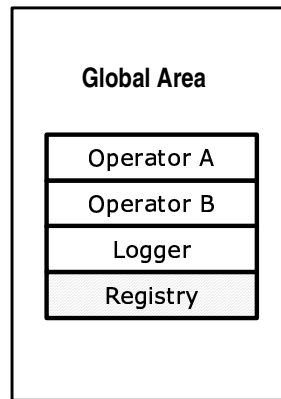 Global Area
Operator A
Operator B
Logger
Registry